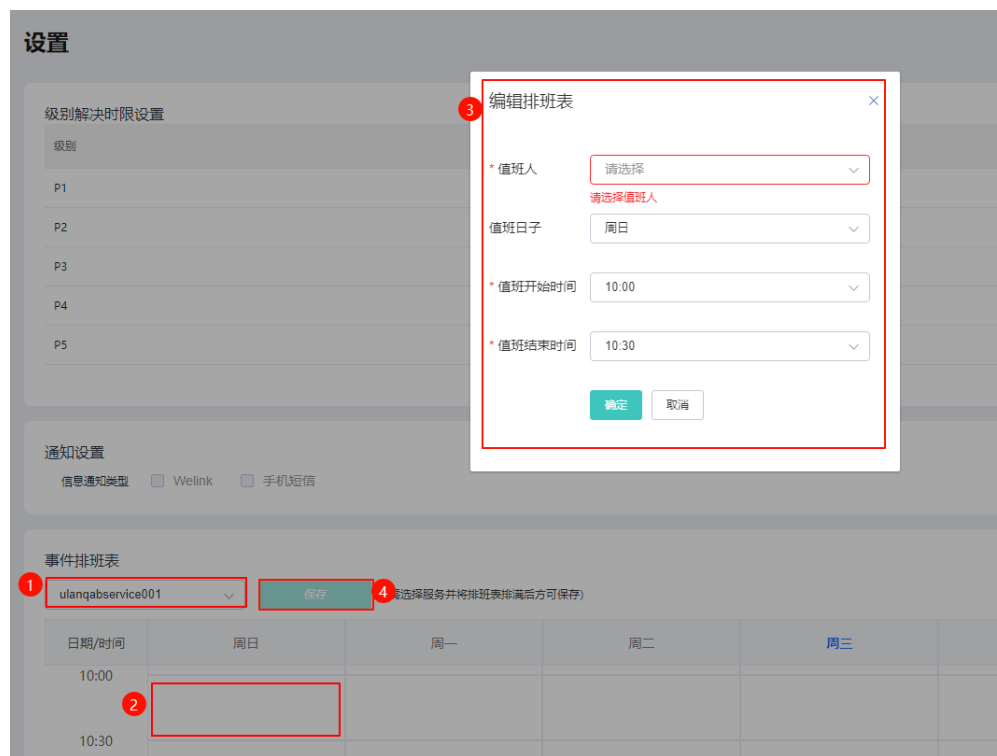 设置
级别解决时限设置
级别
P1
P2
P3
P4
P5
3
编辑排班表
* 值班人
请选择
请选择值班人
值班日子
周日
* 值班开始时间
10:00
* 值班结束时间
10:30
确定
取消
通知设置
信息通知类型
Welink
手机短信
事件排班表
1
ulanqabservice001
保存
4
选择服务并将排班表排满后方可保存)
日期/时间
周日
周一
周二
周三
10:00
2
10:30